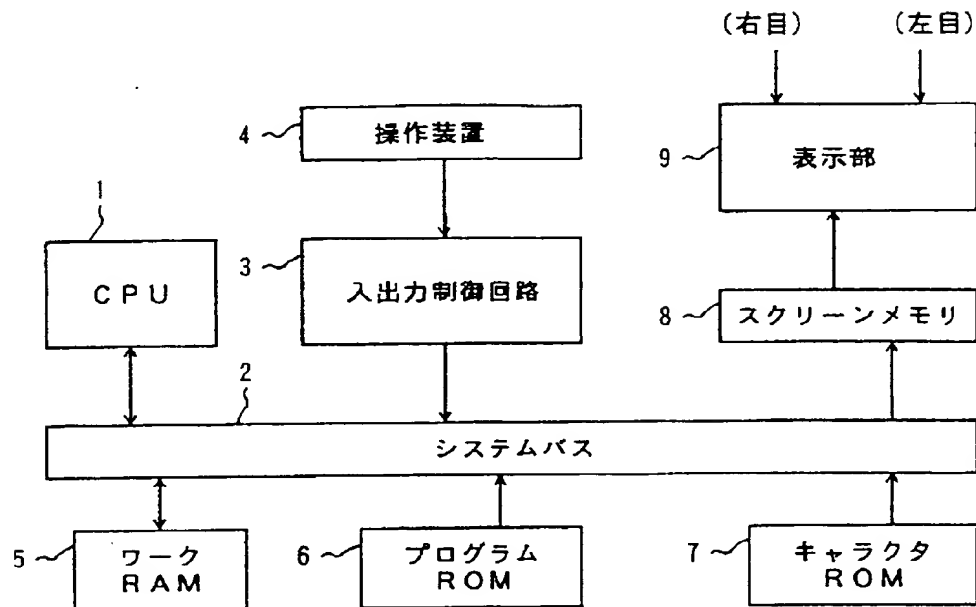 (右目) (左目)
4 操作装置
9 表示部
1
CPU
3 入出力制御回路
8 スクリーンメモリ
2
システムバス
5 ワーク
RAM
6 プログラム
ROM
7 キャラクタ
ROM